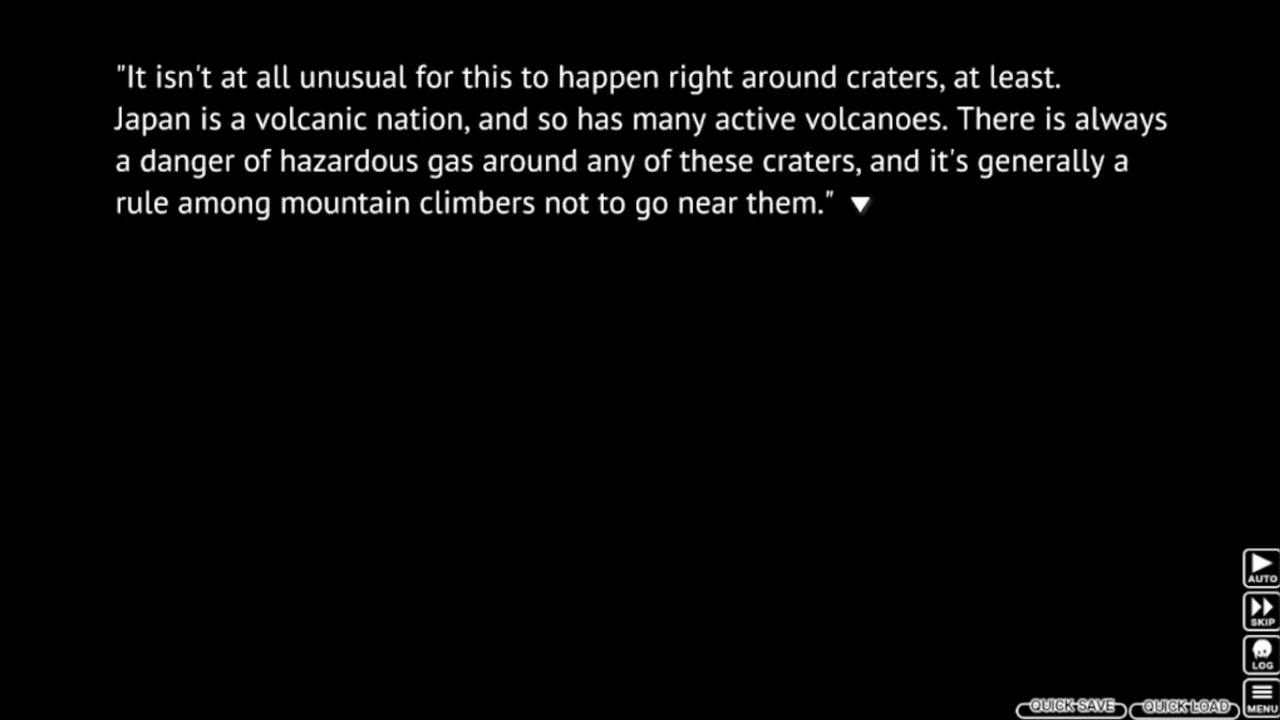 "It isn't at all unusual for this to happen right around craters, at least.
Japan is a volcanic nation, and so has many active volcanoes. There is always
a danger of hazardous gas around any of these craters, and it's generally a
rule among mountain climbers not to go near them."
AUTO
SKIP
LOG
MENU
QUICK SAVE
QUICK LOAD